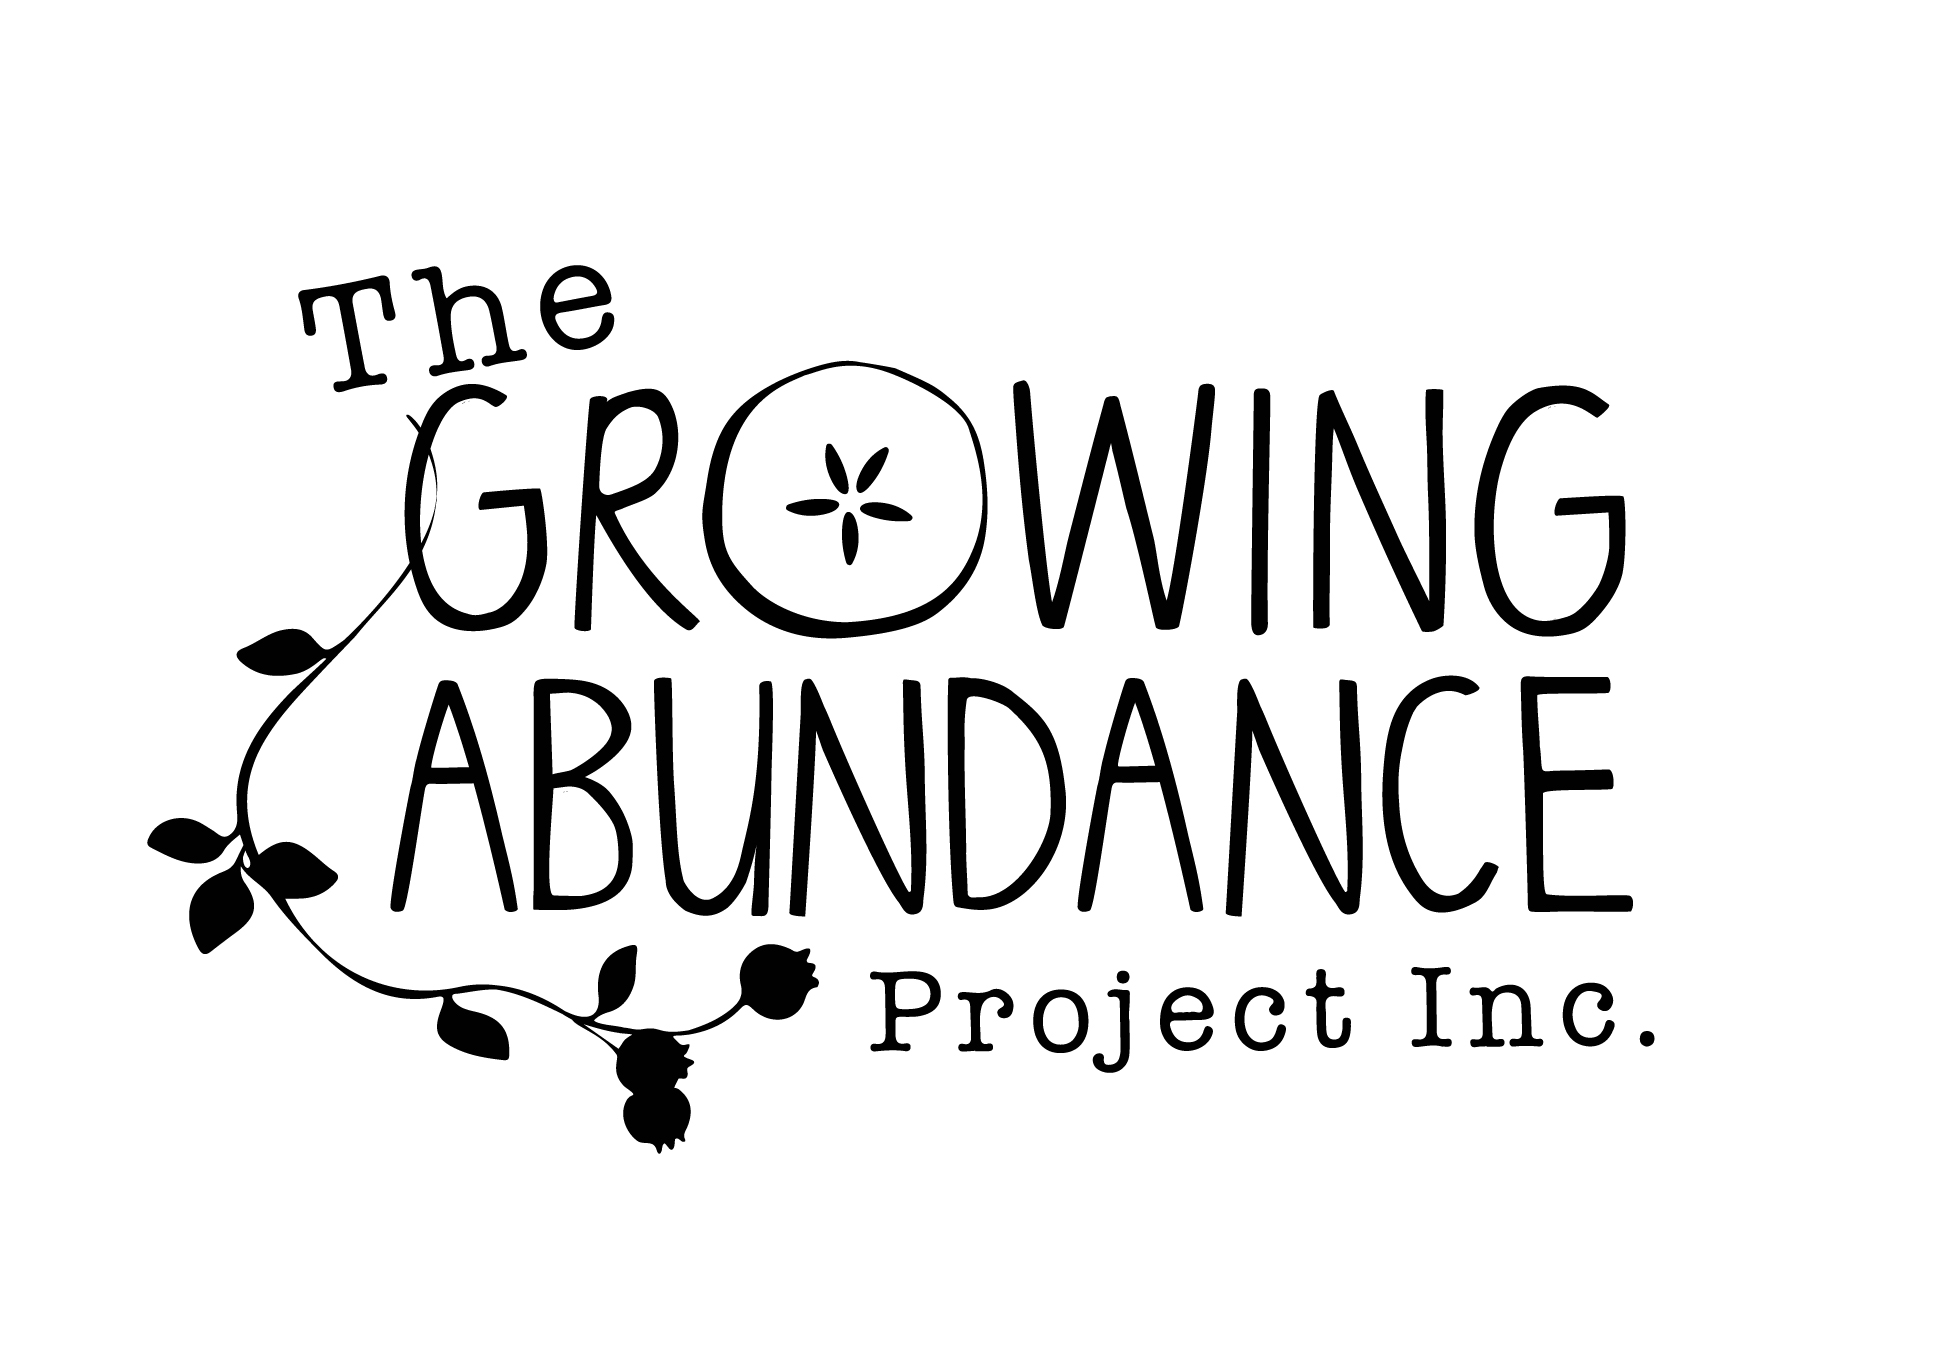 The
GROWING
ABUNDANCE
Project Inc.